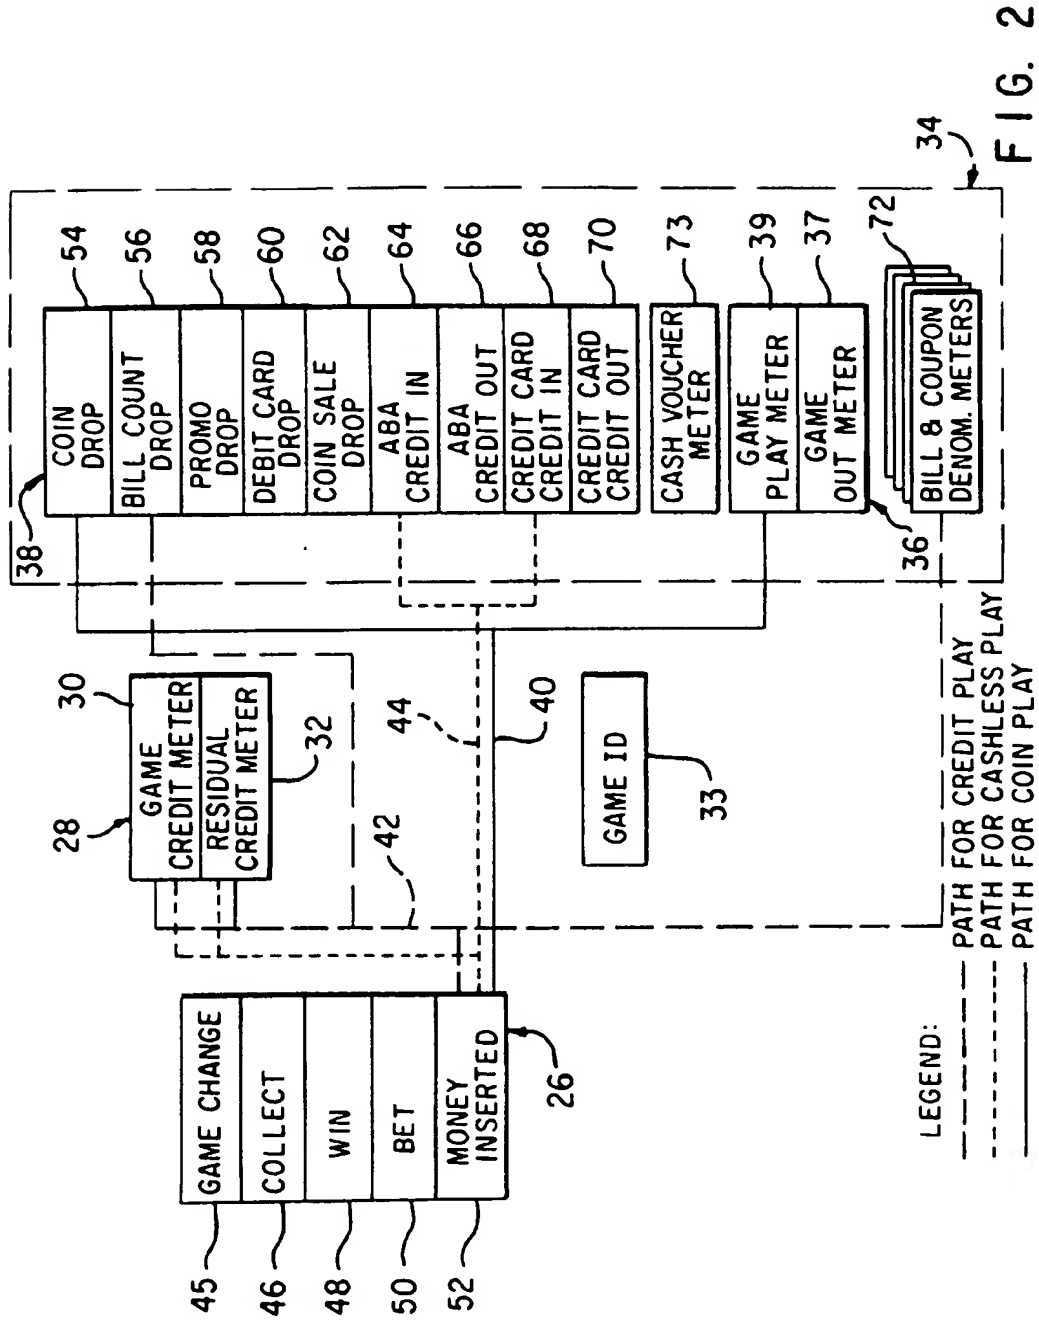 45
GAME CHANGE
46
COLLECT
48
WIN
50
BET
52
MONEY
INSERTED
26
28
30
GAME
CREDIT METER
RESIDUAL
CREDIT METER
32
42
44
40
GAME ID
33
38
COIN
DROP
54
BILL COUNT
DROP
56
PROMO
DROP
58
DEBIT CARD
DROP
60
COIN SALE
DROP
62
ABA
CREDIT IN
64
ABA
CREDIT OUT
66
CREDIT CARD
CREDIT IN
68
CREDIT CARD
CREDIT OUT
70
CASH VOUCHER
METER
73
GAME
PLAY METER
39
GAME
OUT METER
37
36
BILL & COUPON
DENOM. METERS
72
34
LEGEND:
PATH FOR CREDIT PLAY
PATH FOR CASHLESS PLAY
PATH FOR COIN PLAY
FIG. 2